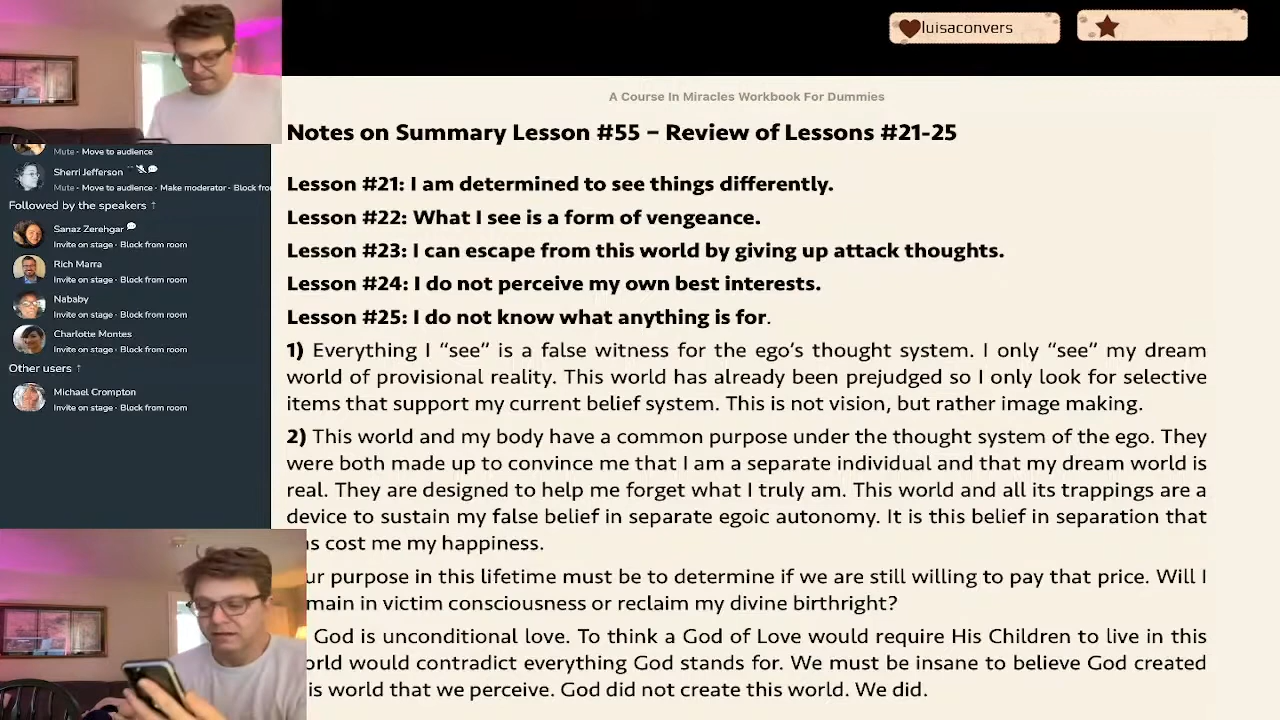 luisaconvers
A Course In Miracles Workbook For Dummies
Notes on Summary Lesson #55 – Review of Lessons #21-25
Lesson #21: I am determined to see things differently.
Lesson #22: What I see is a form of vengeance.
Lesson #23: I can escape from this world by giving up attack thoughts.
Lesson #24: I do not perceive my own best interests.
Lesson #25: I do not know what anything is for.
1) Everything I “see” is a false witness for the ego’s thought system. I only “see” my dream
world of provisional reality. This world has already been prejudged so I only look for selective
items that support my current belief system. This is not vision, but rather image making.
2) This world and my body have a common purpose under the thought system of the ego. They
were both made up to convince me that I am a separate individual and that my dream world is
real. They are designed to help me forget what I truly am. This world and all its trappings are a
device to sustain my false belief in separate egoic autonomy. It is this belief in separation that
cost me my happiness.
purpose in this lifetime must be to determine if we are still willing to pay that price. Will I
in victim consciousness or reclaim my divine birthright?
God is unconditional love. To think a God of Love would require His Children to live in this
would contradict everything God stands for. We must be insane to believe God created
world that we perceive. God did not create this world. We did.
Mute · Move to audience
Sherri Jefferson
Mute · Move to audience · Make moderator · Block fro
Followed by the speakers ↑
Sanaz Zerehgar
Invite on stage · Block from room
Rich Marra
Invite on stage · Block from room
Nababy
Invite on stage · Block from room
Charlotte Montes
Invite on stage · Block from room
Other users ↑
Michael Crompton
Invite on stage · Block from room